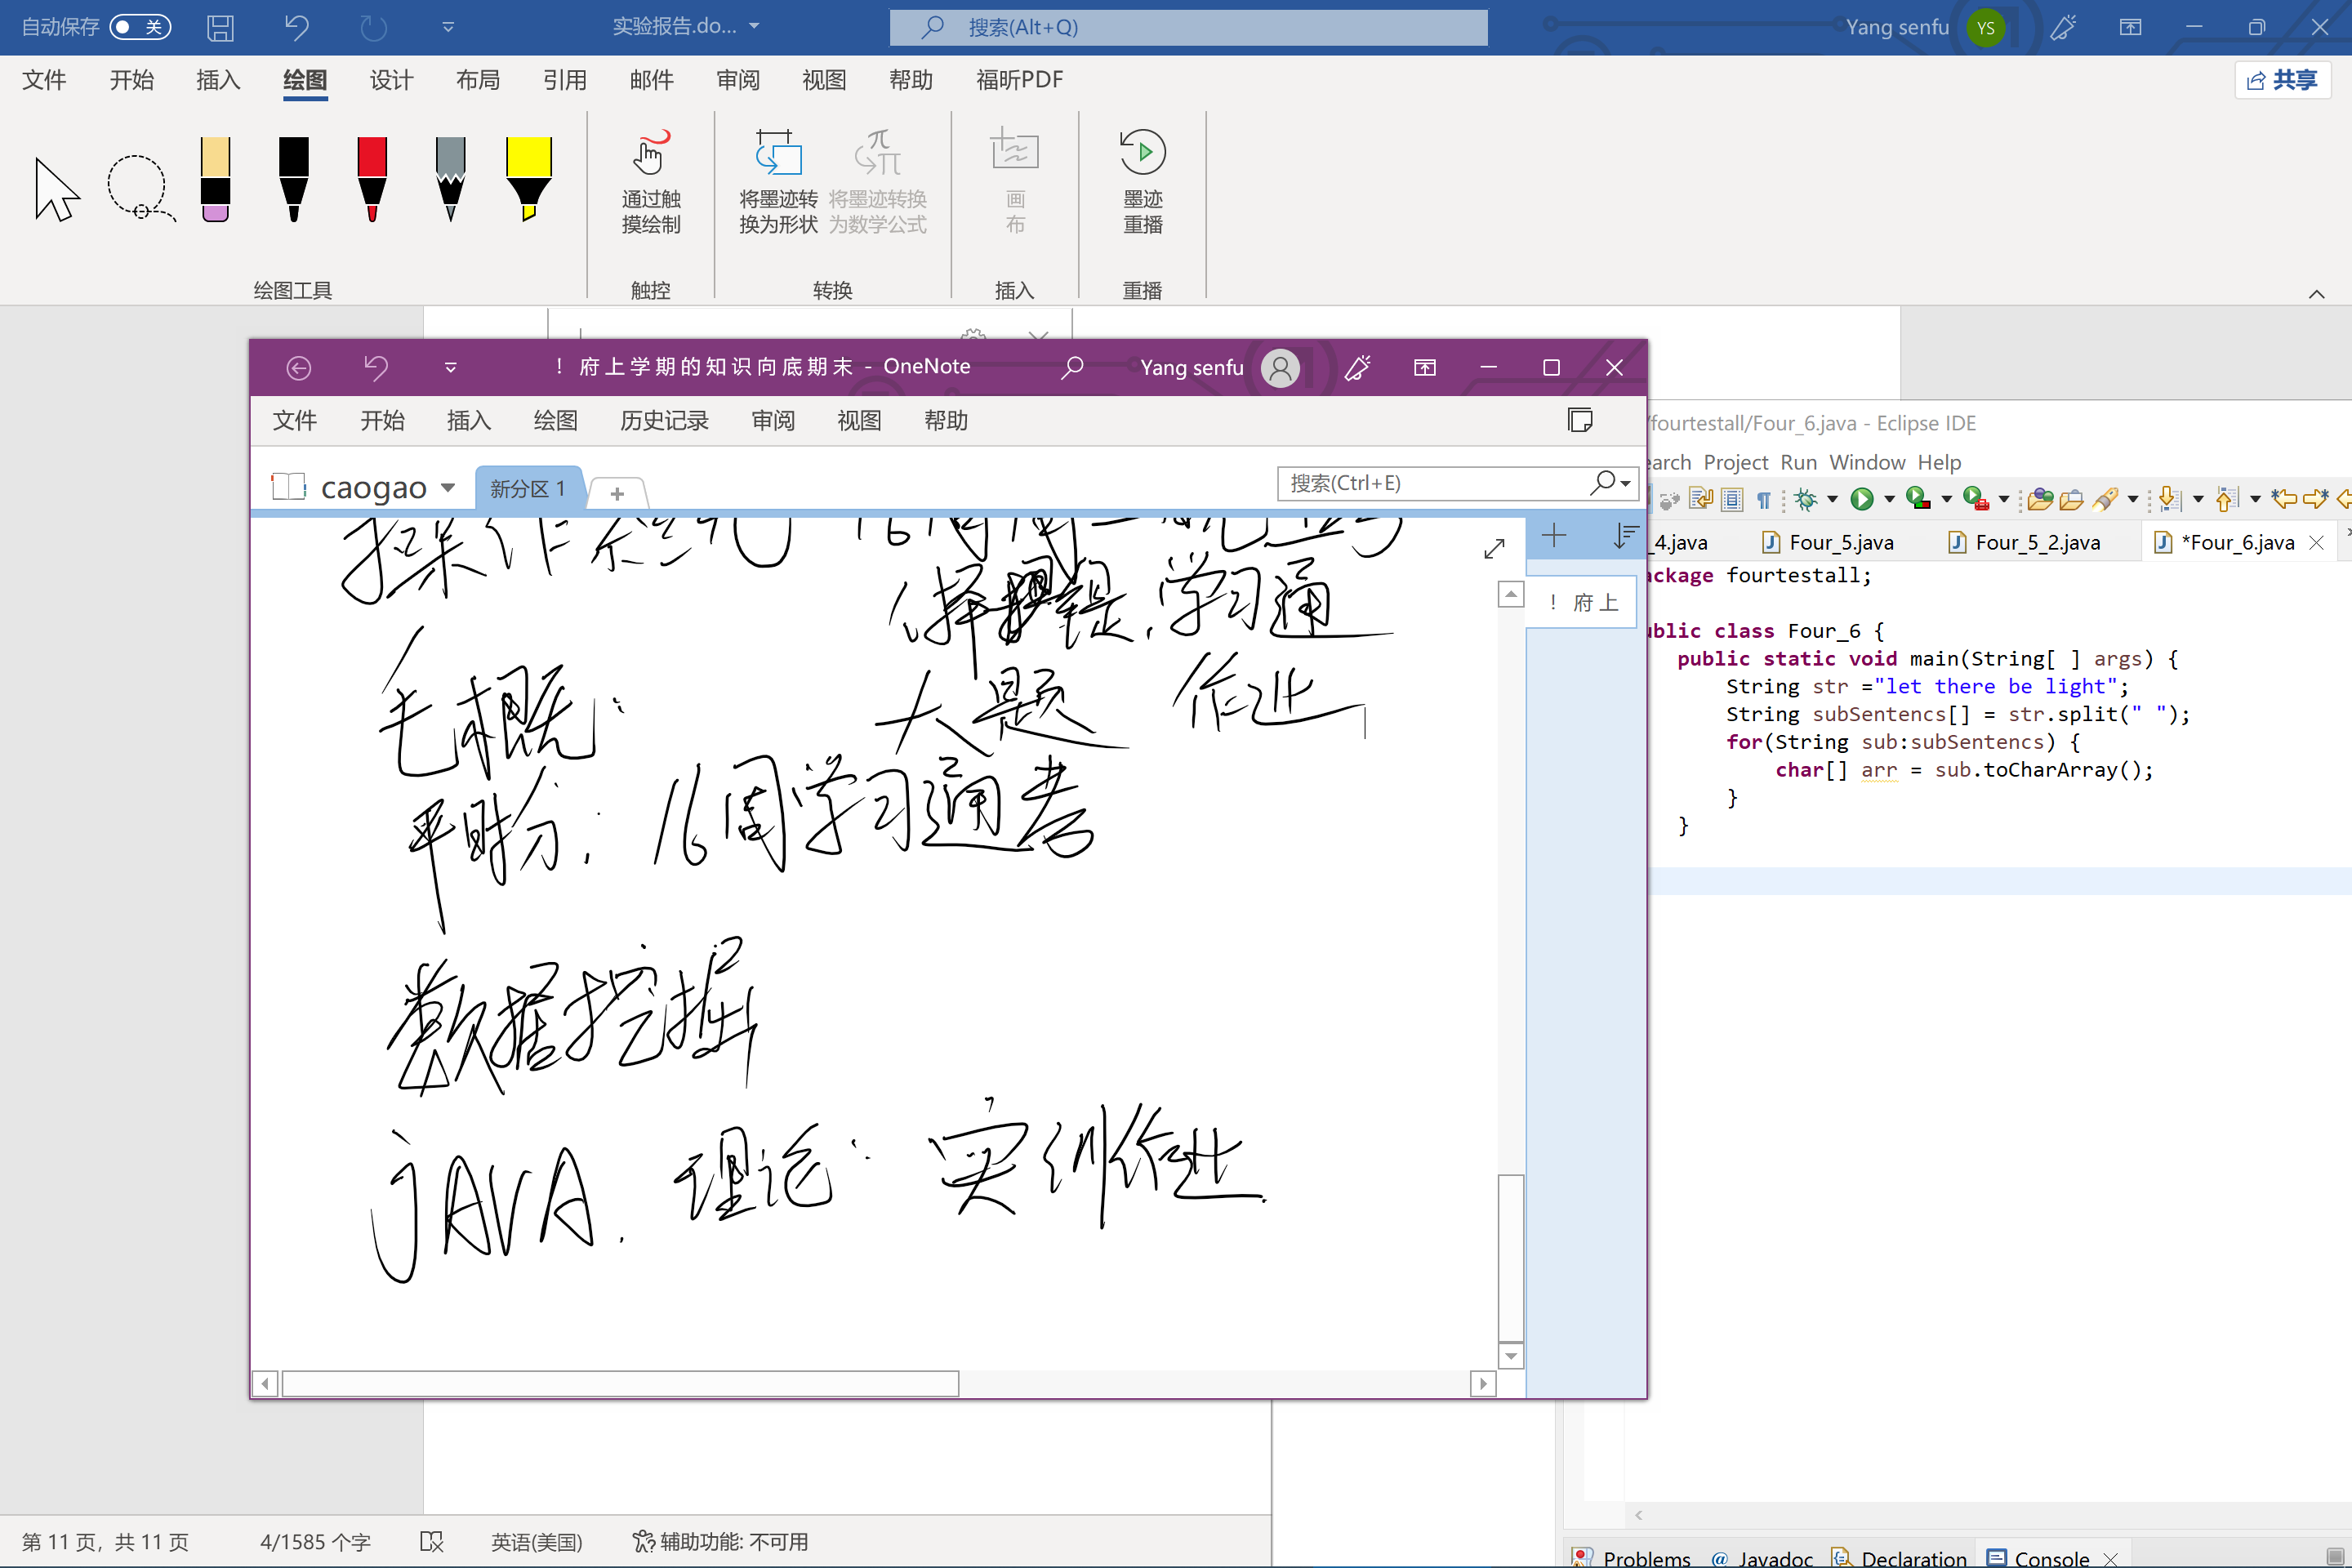 自动保存 关 实验报告.do... 搜索(Alt+Q) Yang senfu YS
文件 开始 插入 绘图 设计 布局 引用 邮件 审阅 视图 帮助 福昕PDF 共享
通过触摸绘制 将墨迹转换为形状 将墨迹转换为数学公式 画布 墨迹重播
绘图工具 触控 转换 插入 重播
！府上学期的知识向底期末 - OneNote Yang senfu
文件 开始 插入 绘图 历史记录 审阅 视图 帮助
caogao 新分区 1 搜索(Ctrl+E)
！府上
操作系统 16周周一
学习通
毛概: 大题 作业
平时分: 16周学习通考
数据挖掘
JAVA. 理论: 实训作业.
/fourtestall/Four_6.java - Eclipse IDE
earch Project Run Window Help
_4.java Four_5.java Four_5_2.java *Four_6.java
ackage fourtestall;
ublic class Four_6 {
public static void main(String[ ] args) {
String str ="let there be light";
String subSentencs[] = str.split(" ");
for(String sub:subSentencs) {
char[] arr = sub.toCharArray();
}
}
Problems @ Javadoc Declaration Console
第 11 页，共 11 页 4/1585 个字 英语(美国) 辅助功能: 不可用